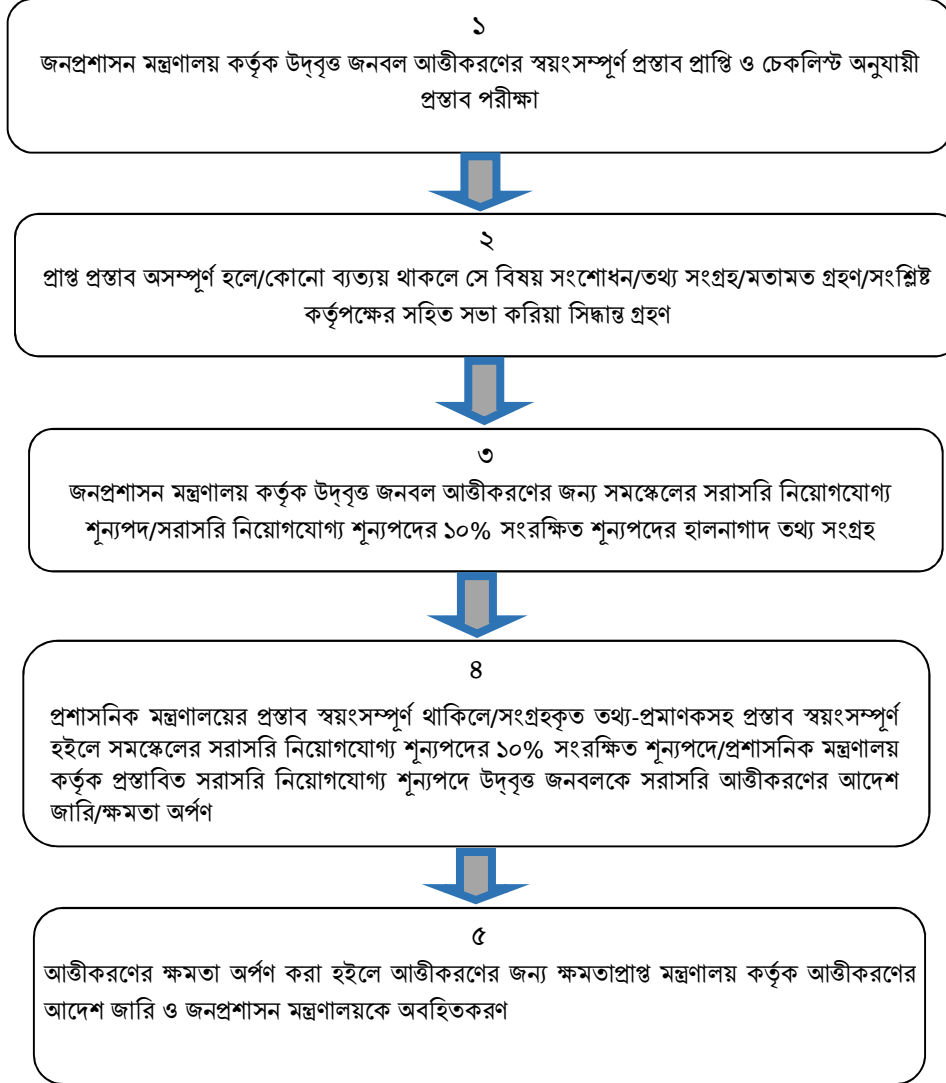 ১
জনপ্রশাসন মন্ত্রণালয় কর্তৃক উদ্‌বৃত্ত জনবল আত্তীকরণের স্বয়ংসম্পূর্ণ প্রস্তাব প্রাপ্তি ও চেকলিস্ট অনুযায়ী
প্রস্তাব পরীক্ষা
২
প্রাপ্ত প্রস্তাব অসম্পূর্ণ হলে/কোনো ব্যত্যয় থাকলে সে বিষয় সংশোধন/তথ্য সংগ্রহ/মতামত গ্রহণ/সংশ্লিষ্ট
কর্তৃপক্ষের সহিত সভা করিয়া সিদ্ধান্ত গ্রহণ
৩
জনপ্রশাসন মন্ত্রণালয় কর্তৃক উদ্‌বৃত্ত জনবল আত্তীকরণের জন্য সমস্কেলের সরাসরি নিয়োগযোগ্য
শূন্যপদ/সরাসরি নিয়োগযোগ্য শূন্যপদের ১০% সংরক্ষিত শূন্যপদের হালনাগাদ তথ্য সংগ্রহ
৪
প্রশাসনিক মন্ত্রণালয়ের প্রস্তাব স্বয়ংসম্পূর্ণ থাকিলে/সংগ্রহকৃত তথ্য-প্রমাণকসহ প্রস্তাব স্বয়ংসম্পূর্ণ
হইলে সমস্কেলের সরাসরি নিয়োগযোগ্য শূন্যপদের ১০% সংরক্ষিত শূন্যপদে/প্রশাসনিক মন্ত্রণালয়
কর্তৃক প্রস্তাবিত সরাসরি নিয়োগযোগ্য শূন্যপদে উদ্‌বৃত্ত জনবলকে সরাসরি আত্তীকরণের আদেশ
জারি/ক্ষমতা অর্পণ
৫
আত্তীকরণের ক্ষমতা অর্পণ করা হইলে আত্তীকরণের জন্য ক্ষমতাপ্রাপ্ত মন্ত্রণালয় কর্তৃক আত্তীকরণের
আদেশ জারি ও জনপ্রশাসন মন্ত্রণালয়কে অবহিতকরণ